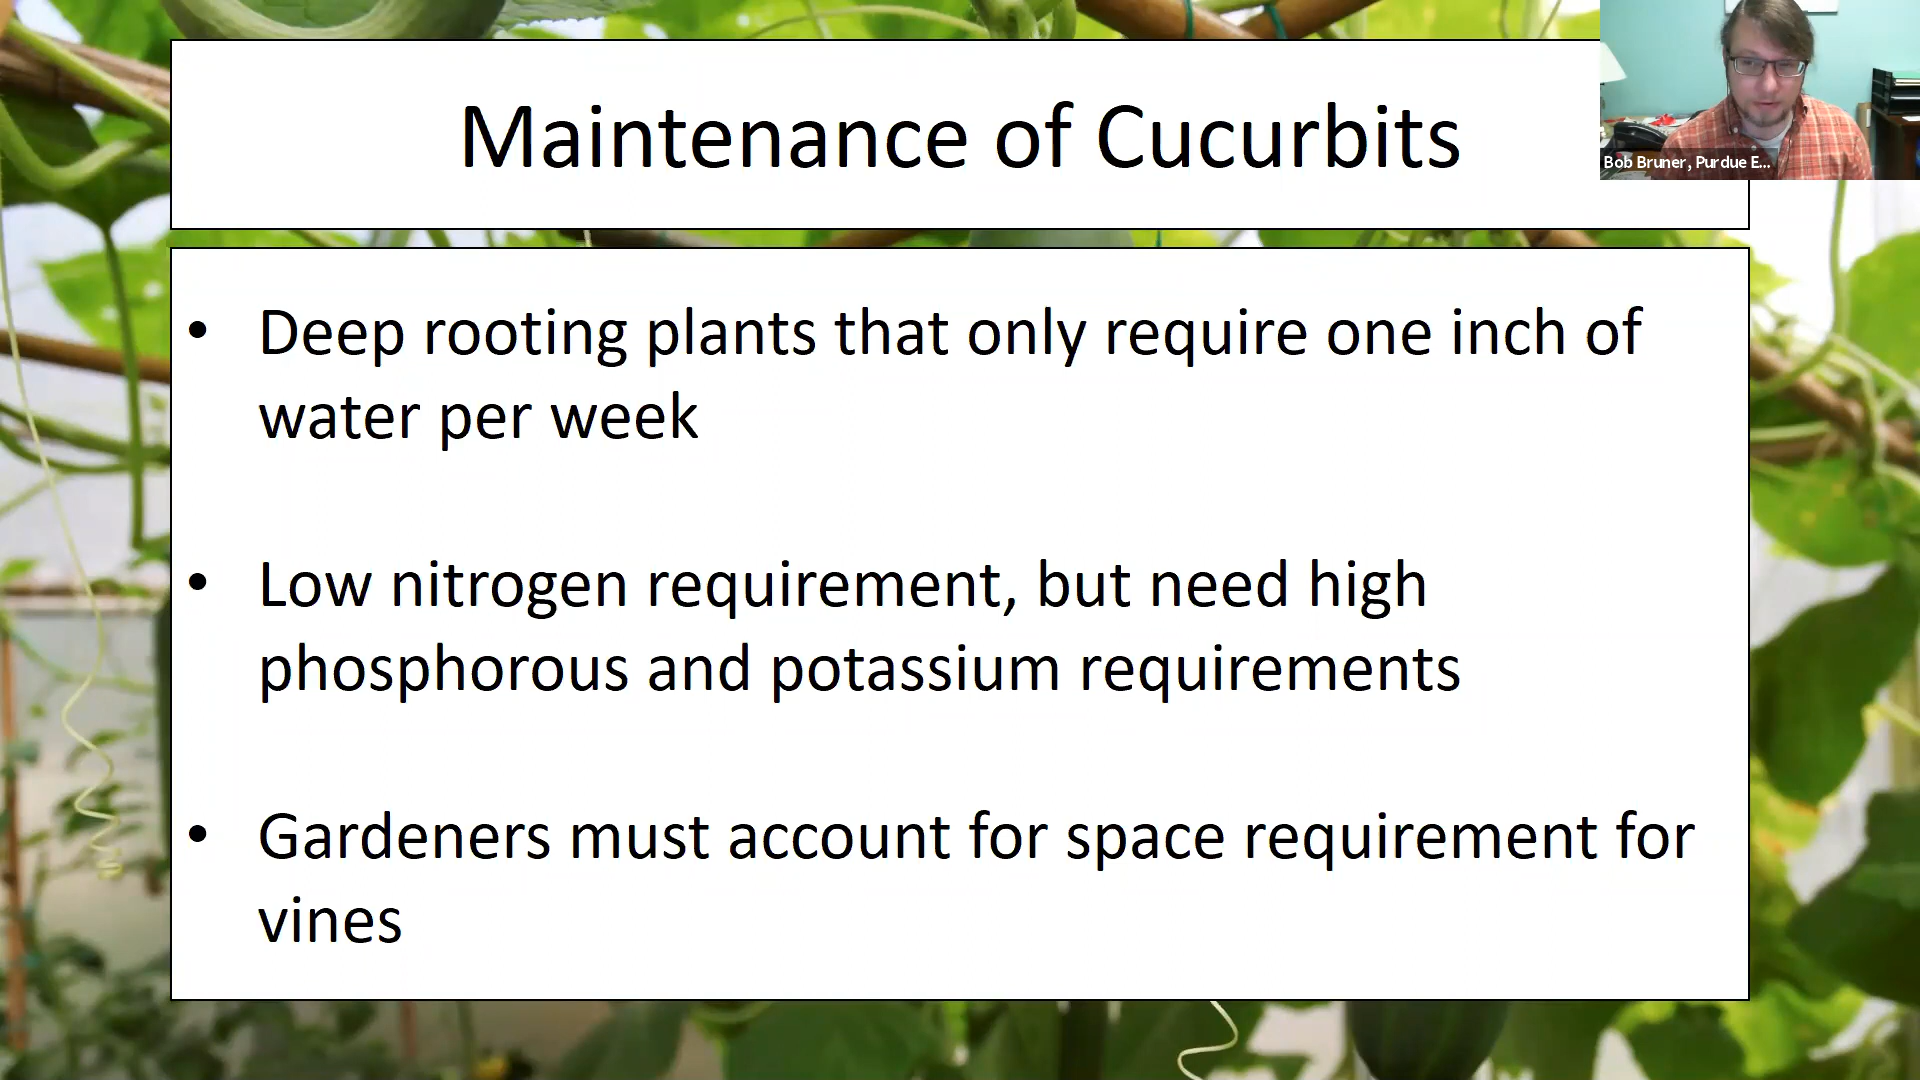 Maintenance of Cucurbits
Bob Bruner, Purdue E...
• Deep rooting plants that only require one inch of
water per week
• Low nitrogen requirement, but need high
phosphorous and potassium requirements
• Gardeners must account for space requirement for
vines